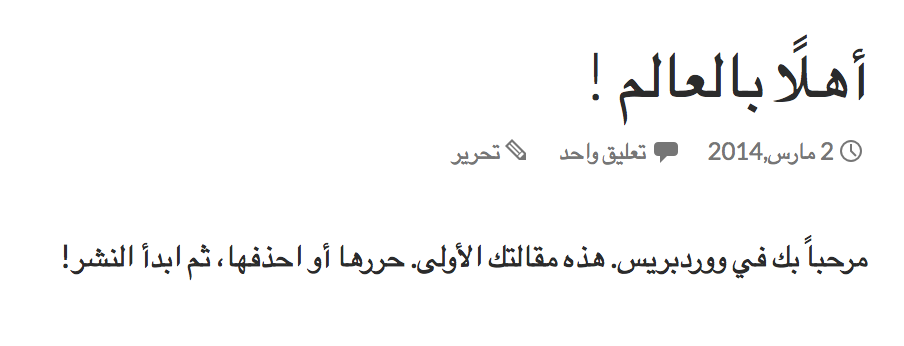 أهلًا بالعالم !
2 مارس,2014 تعليق واحد تحرير
مرحباً بك في ووردبريس. هذه مقالتك الأولى. حررها أو احذفها، ثم ابدأ النشر!